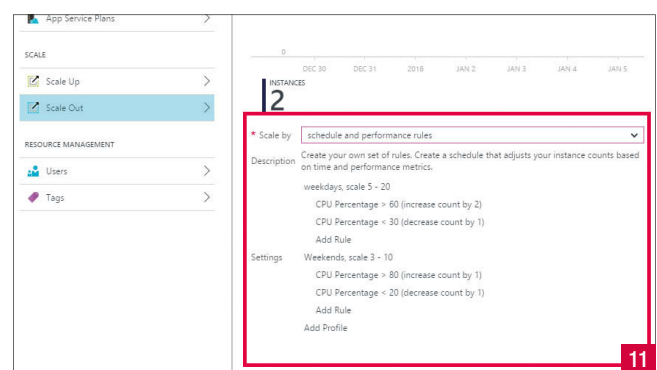 App Service Plans
SCALE
Scale Up
Scale Out
RESOURCE MANAGEMENT
Users
Tags
0
DEC 30 DEC 31 2016 JAN 2 JAN 3 JAN 4 JAN 5
INSTANCES
2
* Scale by schedule and performance rules
Description Create your own set of rules. Create a schedule that adjusts your instance counts based
on time and performance metrics.
weekdays, scale 5 - 20
CPU Percentage > 60 (increase count by 2)
CPU Percentage < 30 (decrease count by 1)
Add Rule
Settings Weekends, scale 3 - 10
CPU Percentage > 80 (increase count by 1)
CPU Percentage < 20 (decrease count by 1)
Add Rule
Add Profile
11